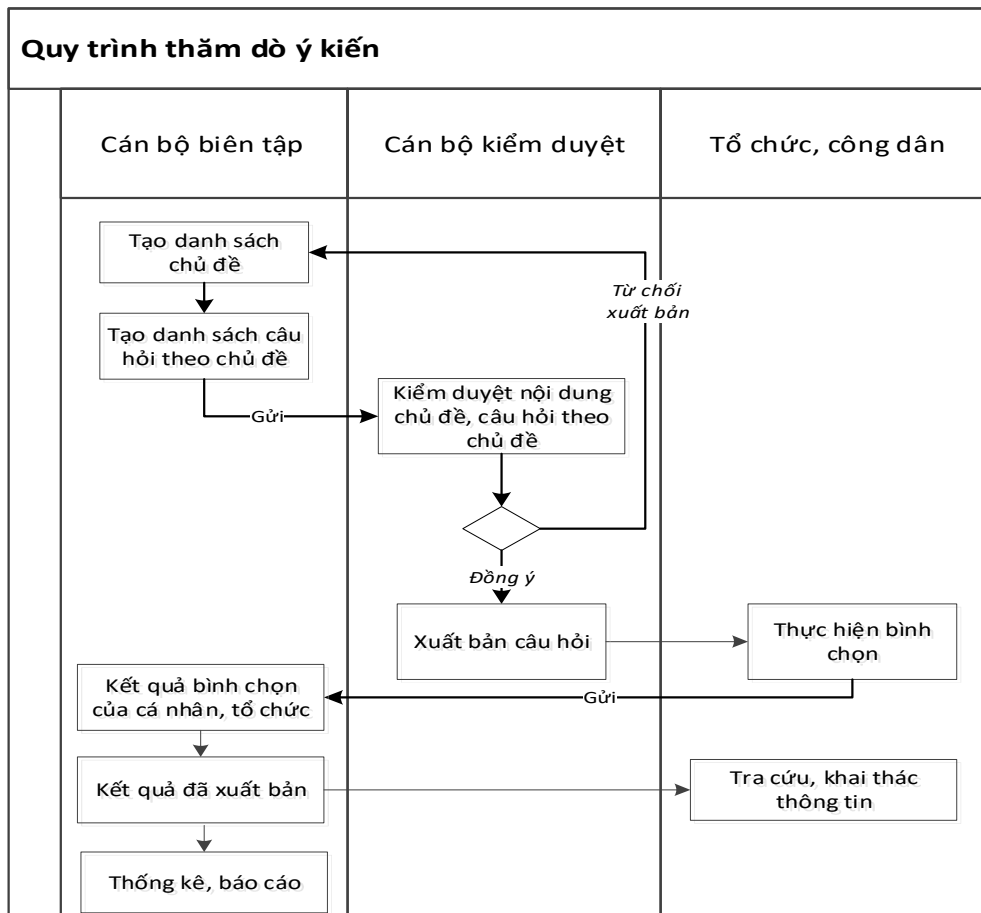 Quy trình thăm dò ý kiến
Cán bộ biên tập
Cán bộ kiểm duyệt
Tổ chức, công dân
Tạo danh sách
chủ đề
Từ chối
xuất bản
Tạo danh sách câu
hỏi theo chủ đề
Gửi
Kiểm duyệt nội dung
chủ đề, câu hỏi theo
chủ đề
Đồng ý
Xuất bản câu hỏi
Thực hiện bình
chọn
Gửi
Kết quả bình chọn
của cá nhân, tổ chức
Kết quả đã xuất bản
Tra cứu, khai thác
thông tin
Thống kê, báo cáo